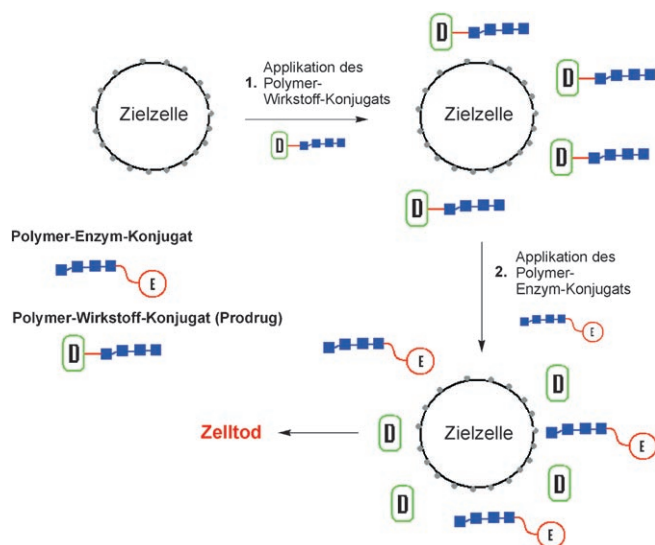 D
Zielzelle
1. Applikation des
Polymer-
Wirkstoff-Konjugats
D
Zielzelle
D
D
D
Polymer-Enzym-Konjugat
E
Polymer-Wirkstoff-Konjugat (Prodrug)
D
2. Applikation des
Polymer-
Enzym-Konjugats
E
E
D
Zelltod
D
Zielzelle
E
D
D
E